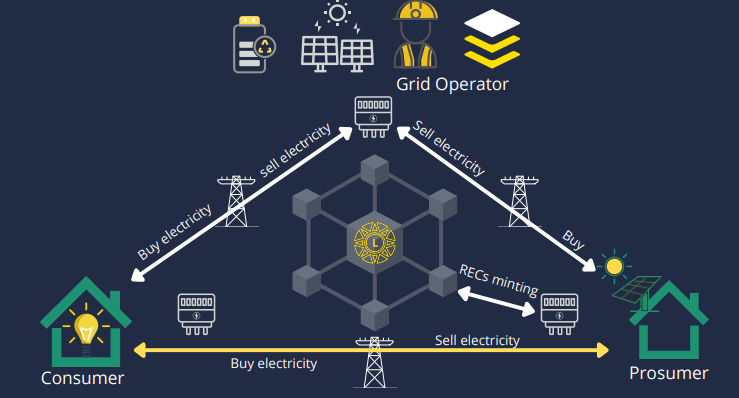 Grid Operator
sell electricity
Sell electricity
Buy electricity
Buy
L
RECs minting
Sell electricity
Buy electricity
Consumer
Prosumer